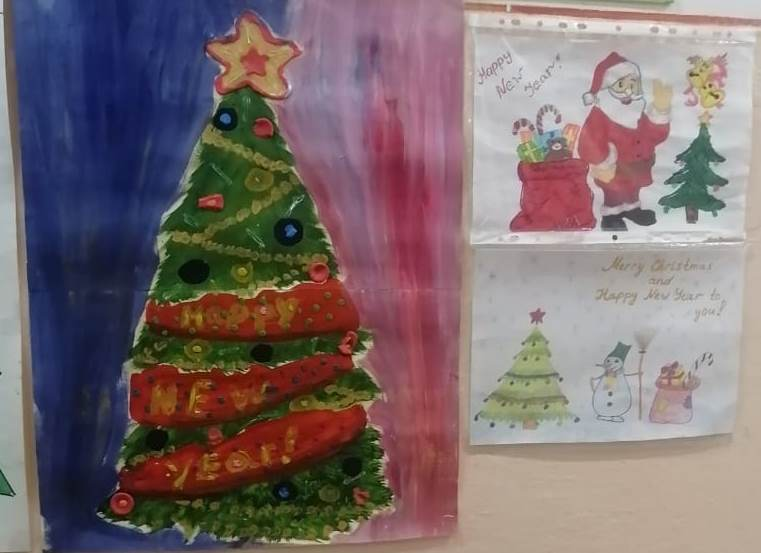 HAPPY
NEW
year!
Happy
New Year!
Merry Christmas
and
Happy New Year to
you!